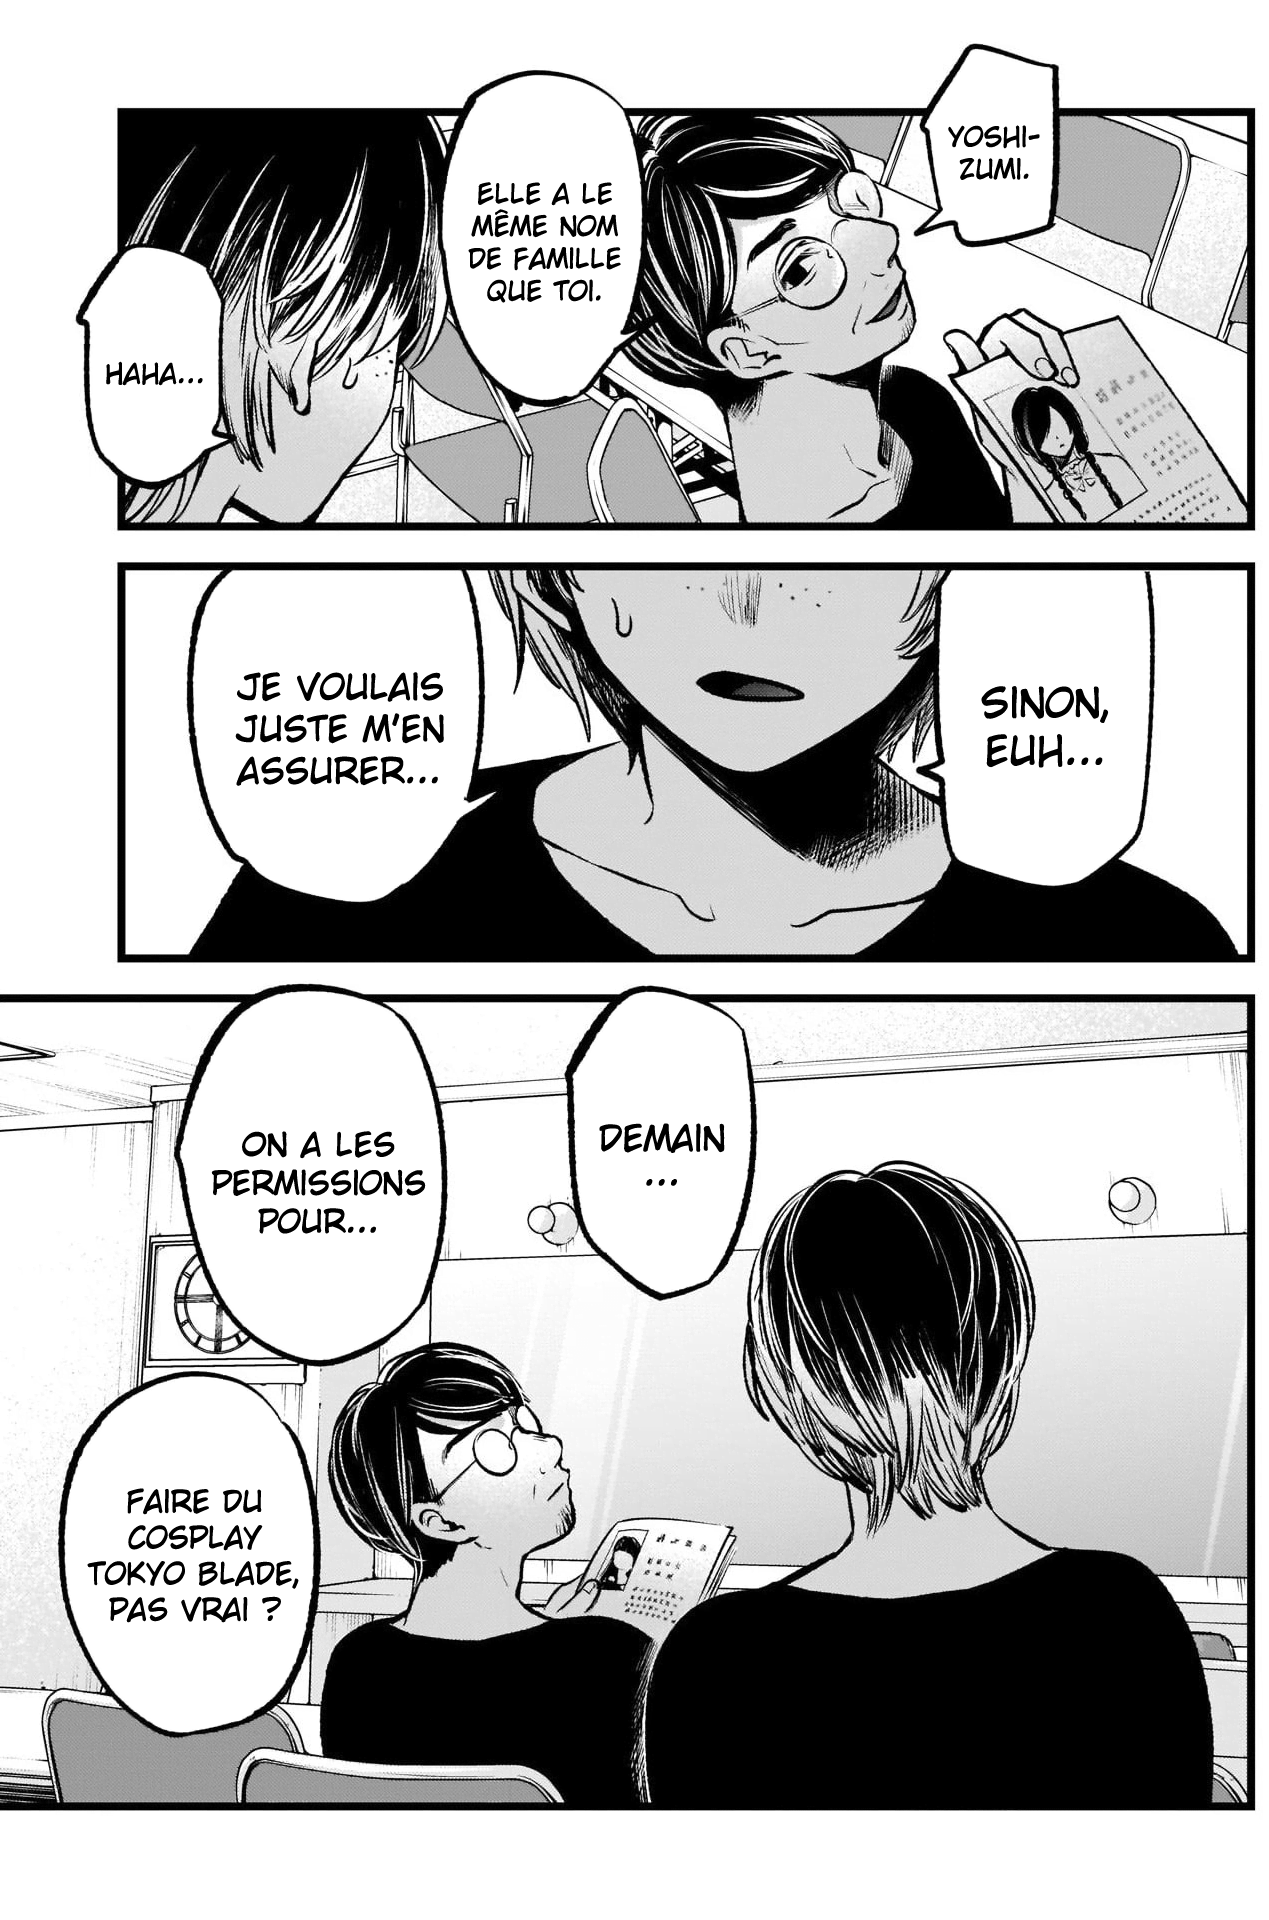 YOSHI-
ZUMI.
ELLE A LE
MÊME NOM
DE FAMILLE
QUE TOI.
HAHA...
SINON,
EUH...
JE VOULAIS
JUSTE M'EN
ASSURER...
DEMAIN
...
ON A LES
PERMISSIONS
POUR...
FAIRE DU
COSPLAY
TOKYO BLADE,
PAS VRAI ?